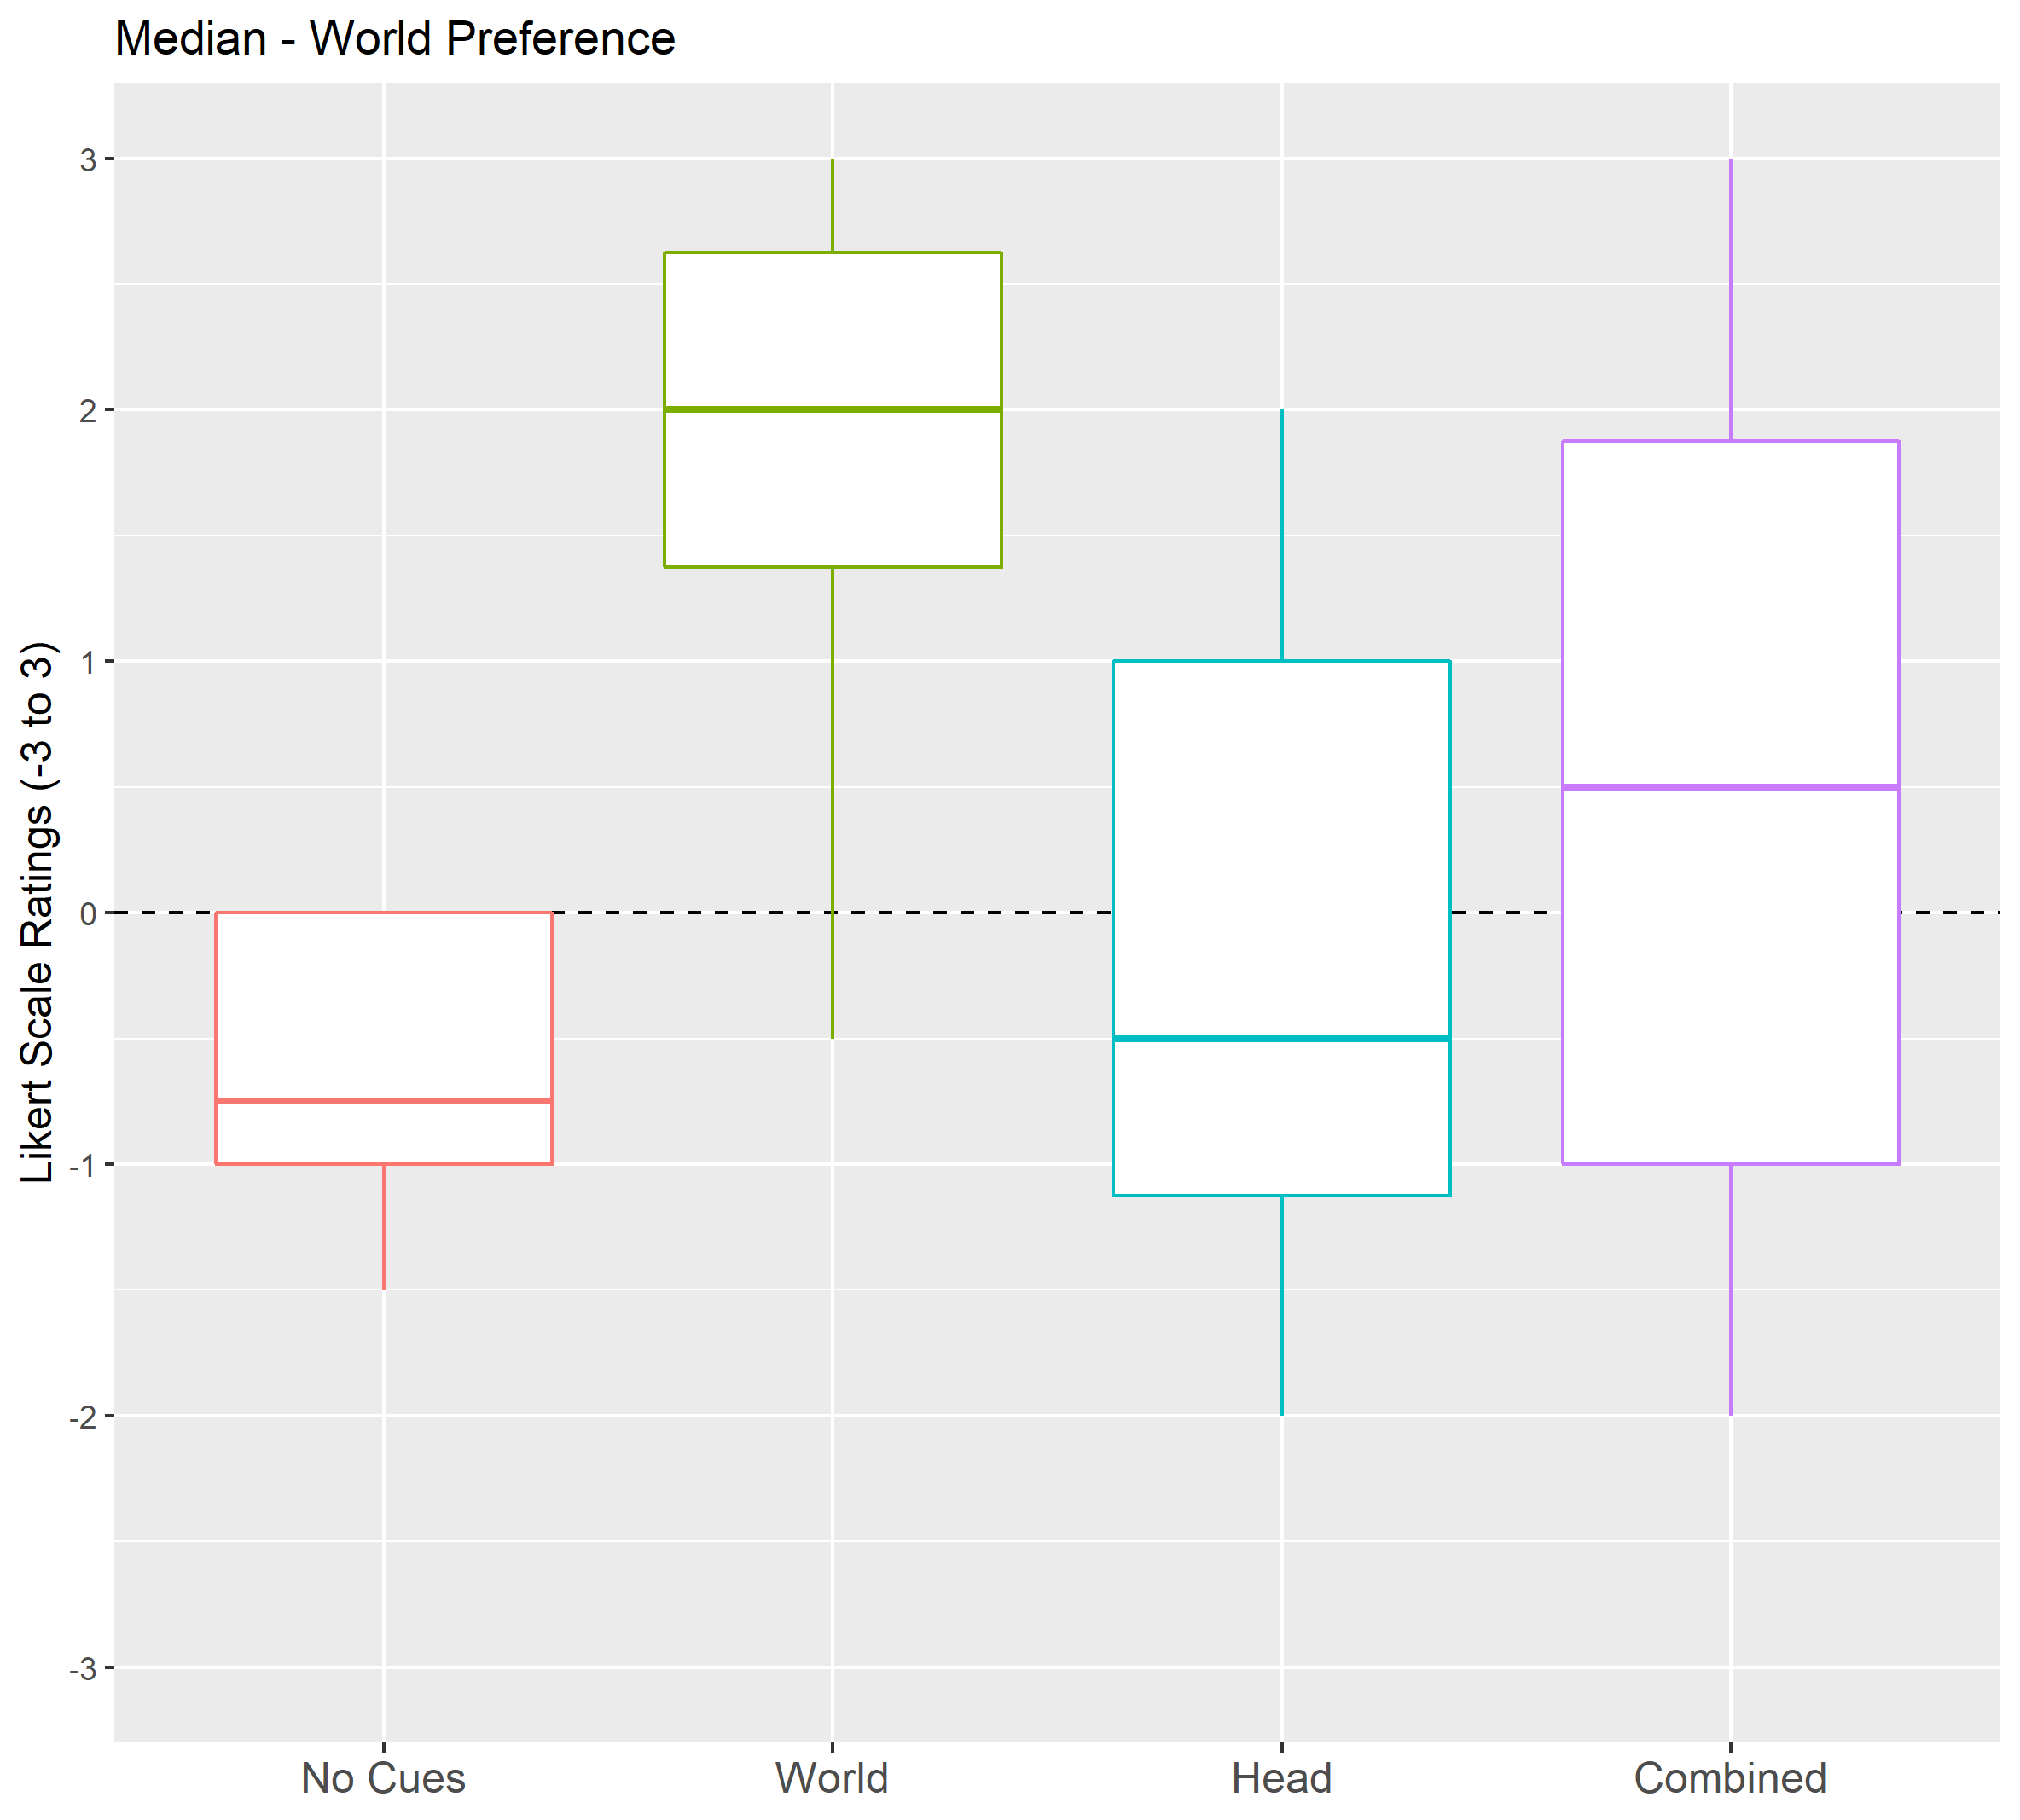 Median - World Preference
Likert Scale Ratings (-3 to 3)
3
2
1
0
-1
-2
-3
No Cues World Head Combined